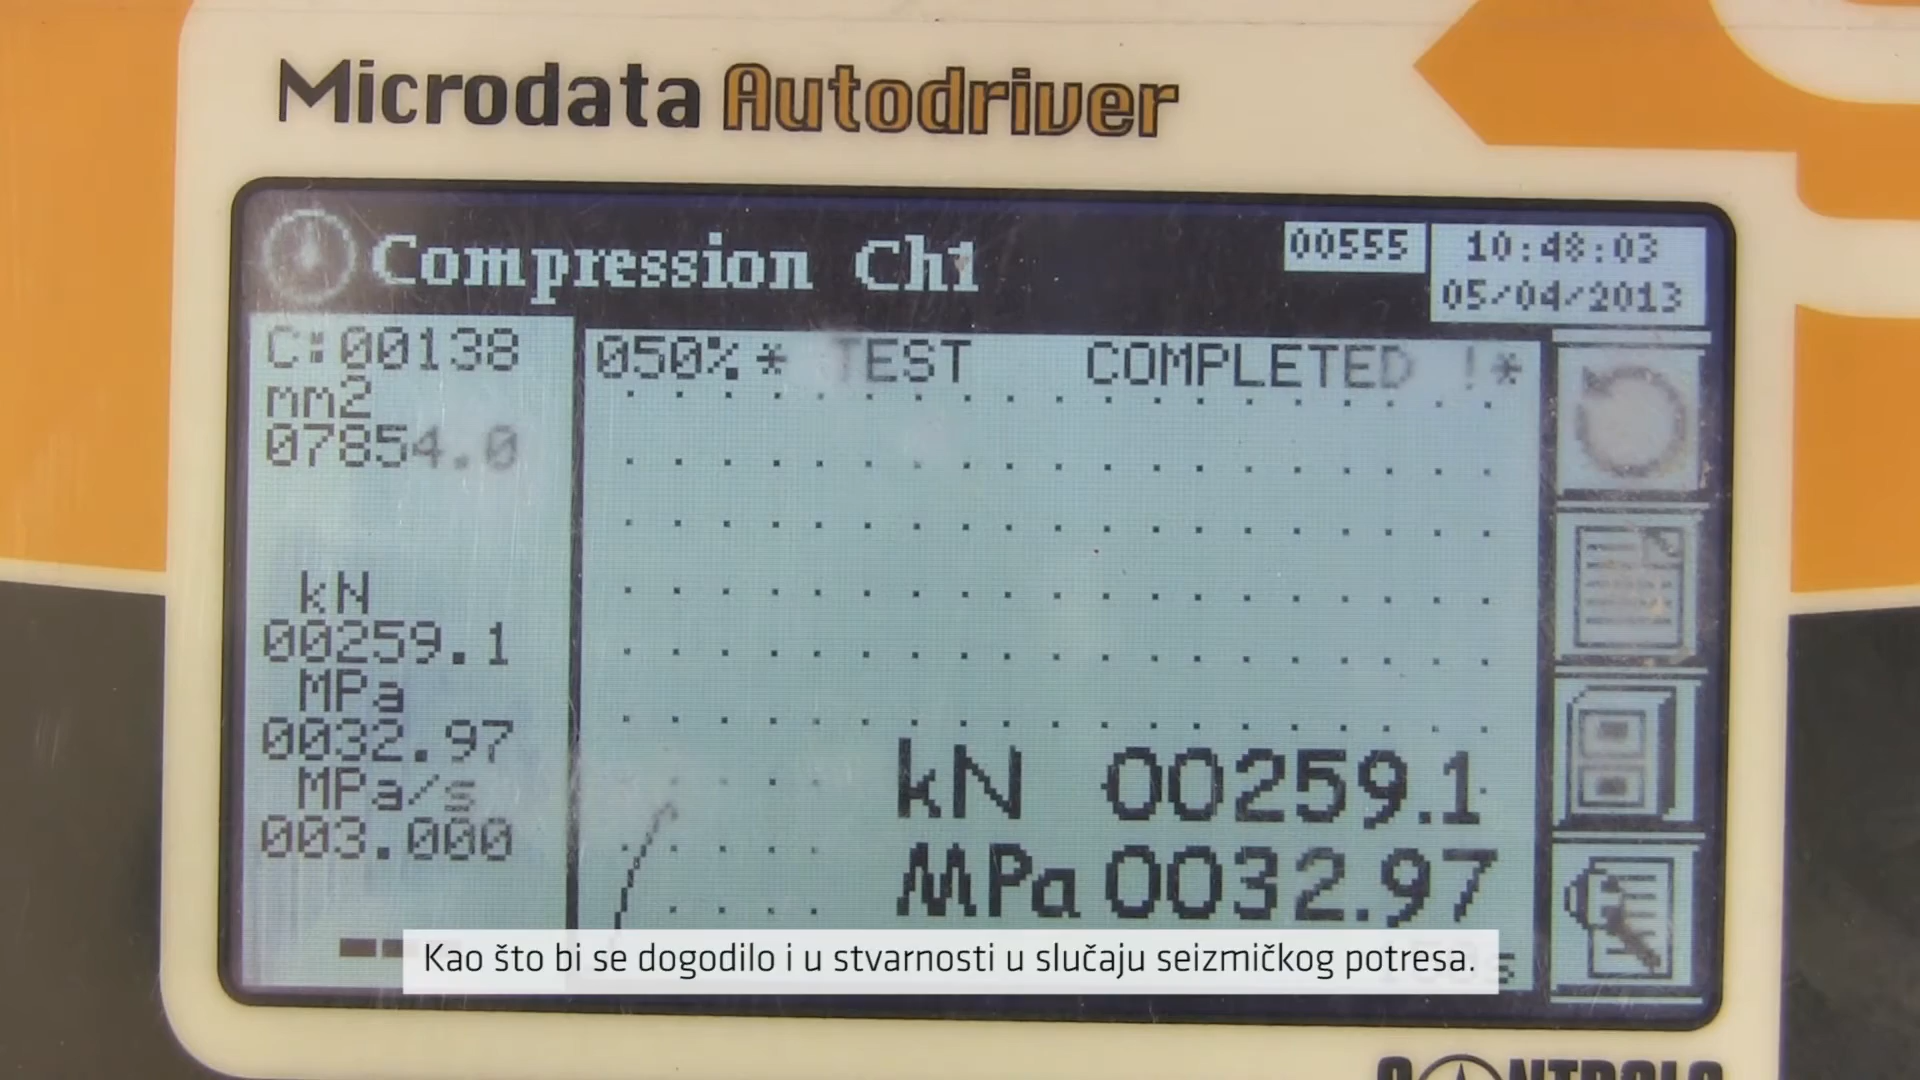 Microdata Autodriver
Compression Ch1
00555
10:48:03
05/04/2013
C:00138
mm2
07854.0
kN
00259.1
MPa
0032.97
MPa/s
003.000
050% * TEST COMPLETED !*
kN 00259.1
MPa 0032.97
Kao što bi se dogodilo i u stvarnosti u slučaju seizmičkog potresa.
CONTROLS